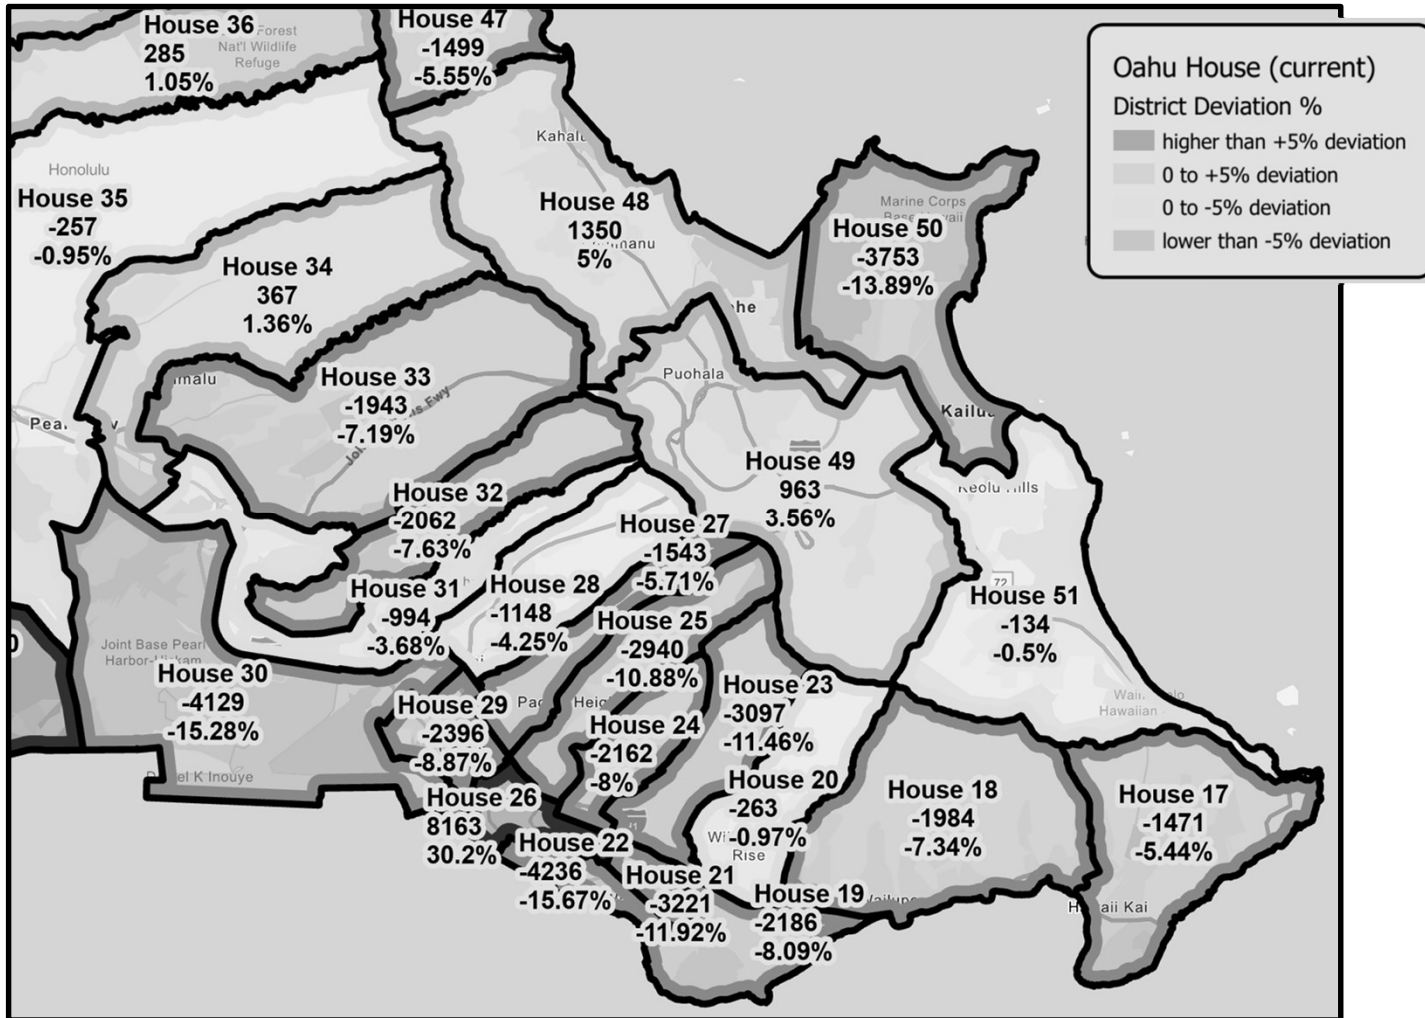 House 36
285
1.05%
Forest
Nat'l Wildlife
Refuge
House 47
-1499
-5.55%
Oahu House (current)
District Deviation %
higher than +5% deviation
0 to +5% deviation
0 to -5% deviation
lower than -5% deviation
Honolulu
House 35
-257
-0.95%
House 34
367
1.36%
House 48
1350
5%
Marine Corps
House 50
-3753
-13.89%
House 33
-1943
-7.19%
Puohala
House 49
963
3.56%
Keolu Hills
House 32
-2062
-7.63%
House 27
-1543
-5.71%
House 31
-994
-3.68%
House 28
-1148
-4.25%
House 25
-2940
-10.88%
72
House 51
-134
-0.5%
Hawaiian
Joint Base Pearl
Harbor-Hickam
House 30
-4129
-15.28%
House 29
-2396
-8.87%
House 24
-2162
-8%
House 23
-3097
-11.46%
House 20
-263
-0.97%
Rise
House 18
-1984
-7.34%
House 17
-1471
-5.44%
House 26
8163
30.2%
House 22
-4236
-15.67%
House 21
-3221
-11.92%
House 19
-2186
-8.09%